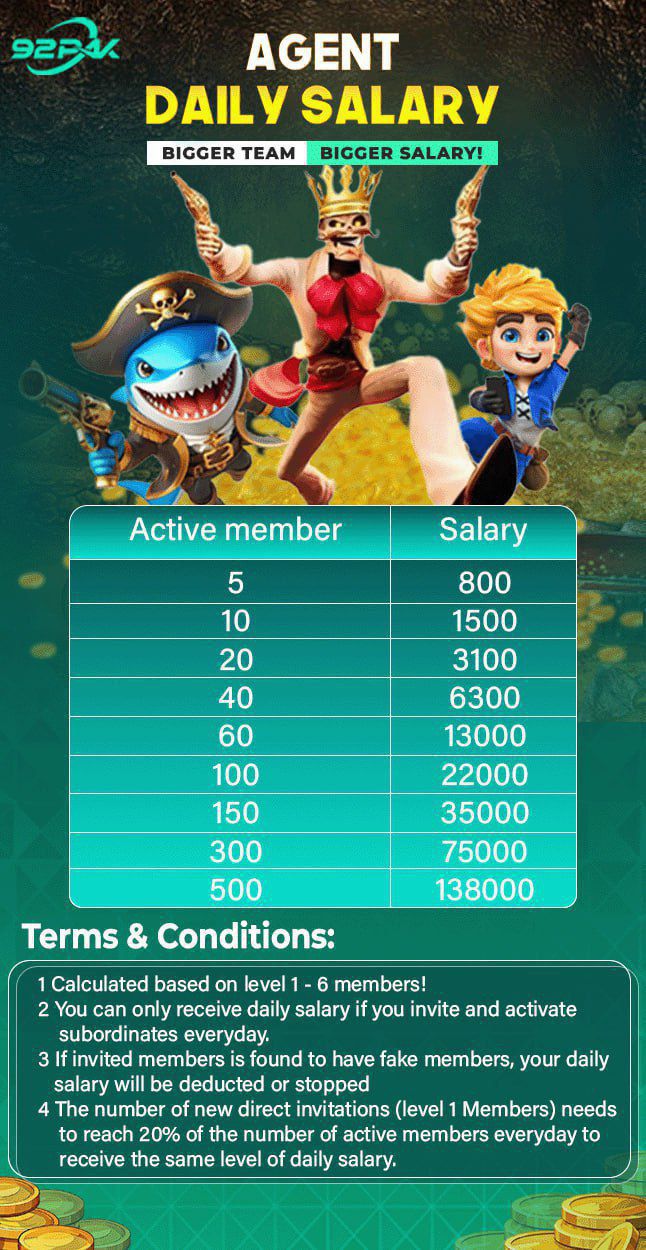 92PAK
AGENT
DAILY SALARY
BIGGER TEAM BIGGER SALARY!
Active member Salary
5 800
10 1500
20 3100
40 6300
60 13000
100 22000
150 35000
300 75000
500 138000
Terms & Conditions:
1 Calculated based on level 1 - 6 members!
2 You can only receive daily salary if you invite and activate
subordinates everyday.
3 If invited members is found to have fake members, your daily
salary will be deducted or stopped
4 The number of new direct invitations (level 1 Members) needs
to reach 20% of the number of active members everyday to
receive the same level of daily salary.